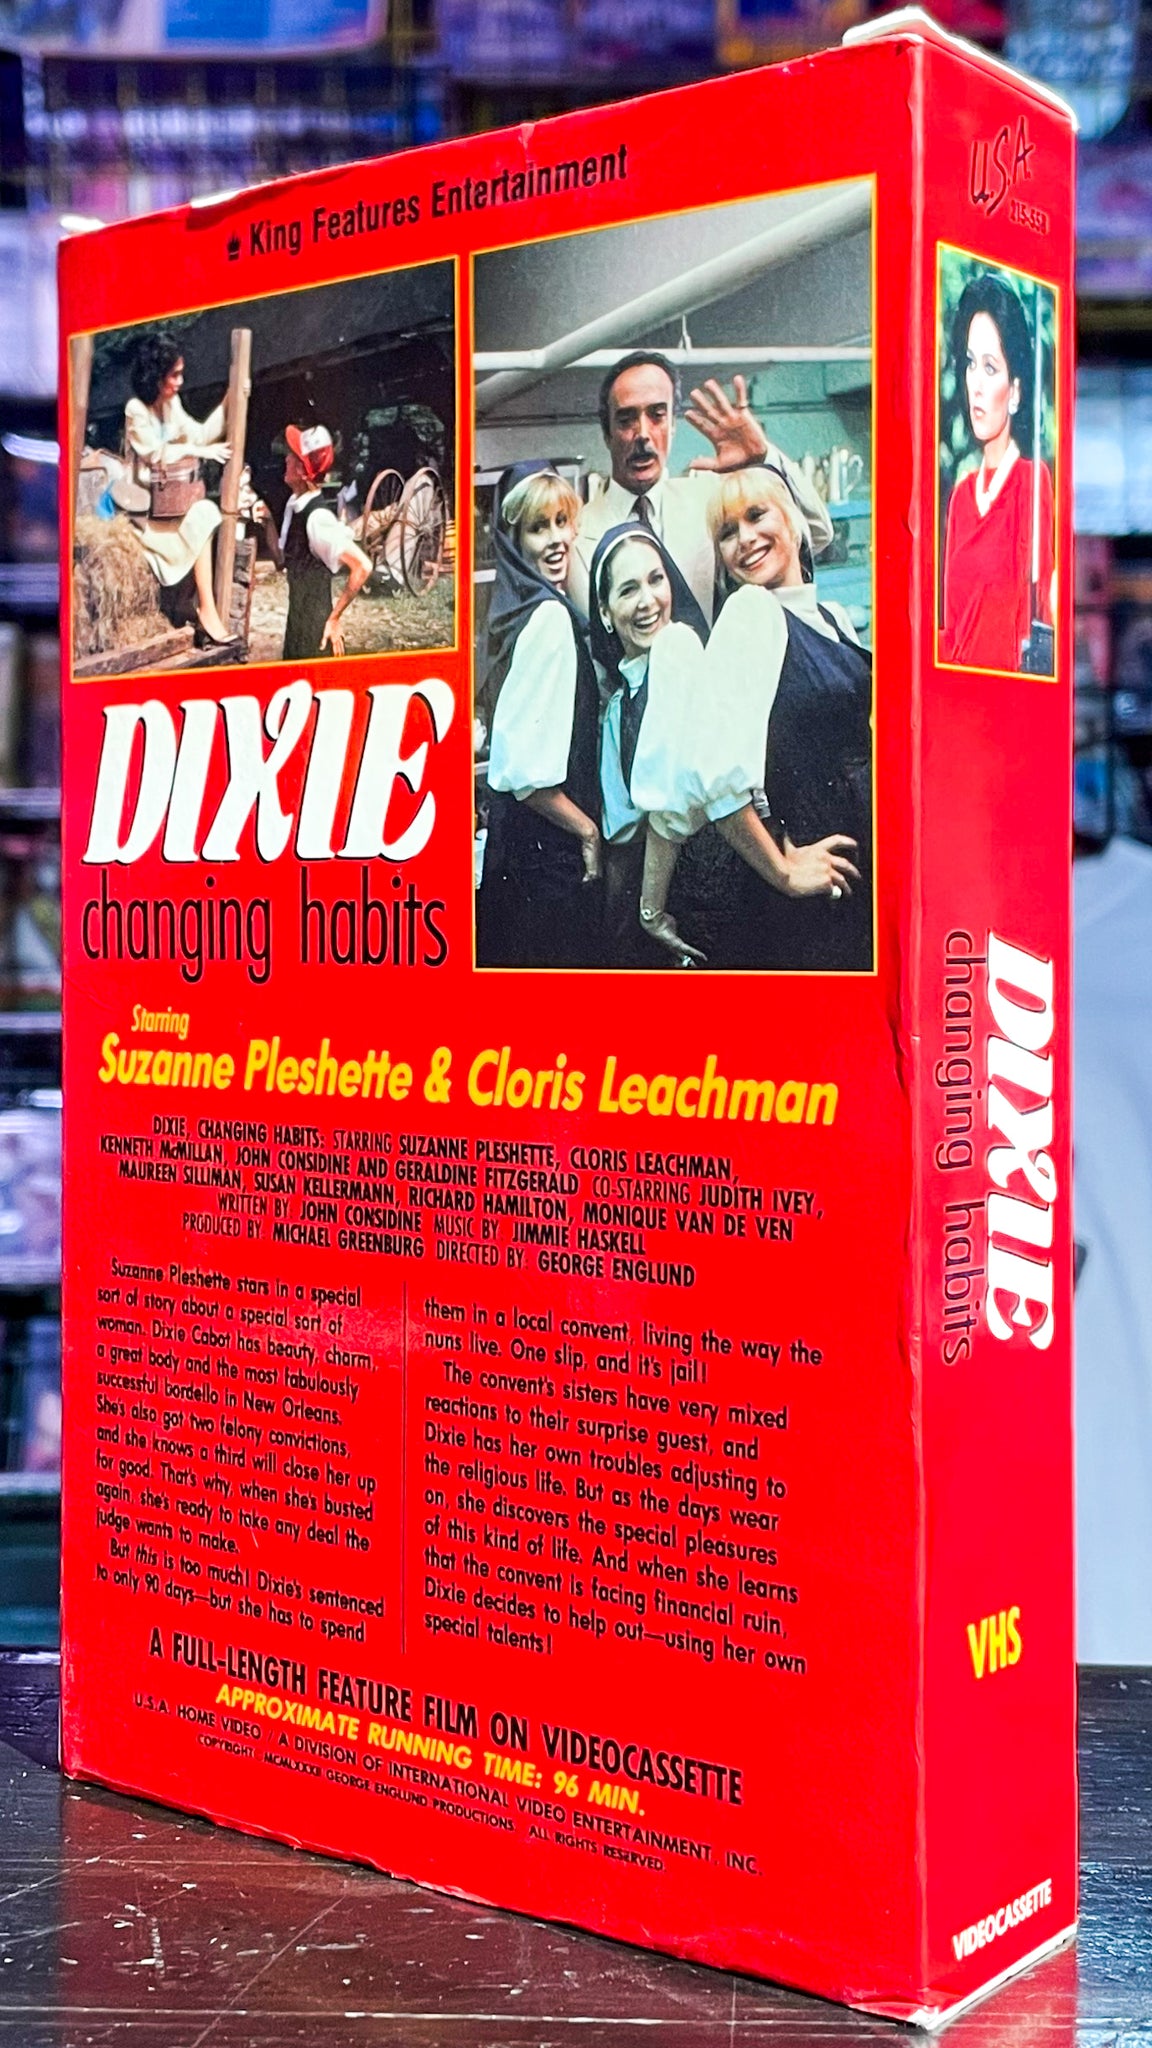 King Features Entertainment
DIXIE
changing habits
Starring
Suzanne Pleshette & Cloris Leachman
DIXIE, CHANGING HABITS: STARRING SUZANNE PLESHETTE, CLORIS LEACHMAN,
KENNETH McMILLAN, JOHN CONSIDINE AND GERALDINE FITZGERALD CO-STARRING JUDITH IVEY,
MAUREEN SILLIMAN, SUSAN KELLERMANN, RICHARD HAMILTON, MONIQUE VAN DE VEN
WRITTEN BY JOHN CONSIDINE MUSIC BY JIMMIE HASKELL
PRODUCED BY MICHAEL GREENBURG DIRECTED BY GEORGE ENGLUND
Suzanne Pleshette stars in a special
sort of story about a special sort of
woman. Dixie Cabot has beauty, charm,
a great body and the most fabulously
successful bordello in New Orleans.
She's also got two felony convictions,
and she knows a third will close her up
for good. That's why, when she's busted
again, she's ready to take any deal the
judge wants to make.
But this is too much! Dixie's sentenced
to only 90 days—but she has to spend
them in a local convent, living the way the
nuns live. One slip, and it's jail!
The convent's sisters have very mixed
reactions to their surprise guest, and
Dixie has her own troubles adjusting to
the religious life. But as the days wear
on, she discovers the special pleasures
of this kind of life. And when she learns
that the convent is facing financial ruin,
Dixie decides to help out—using her own
special talents!
A FULL-LENGTH FEATURE FILM ON VIDEOCASSETTE
APPROXIMATE RUNNING TIME: 96 MIN.
U.S.A. HOME VIDEO / A DIVISION OF INTERNATIONAL VIDEO ENTERTAINMENT, INC.
COPYRIGHT MCMLXXXII GEORGE ENGLUND PRODUCTIONS. ALL RIGHTS RESERVED.
U.S.A.
215-558
DIXIE
changing habits
VHS
VIDEOCASSETTE